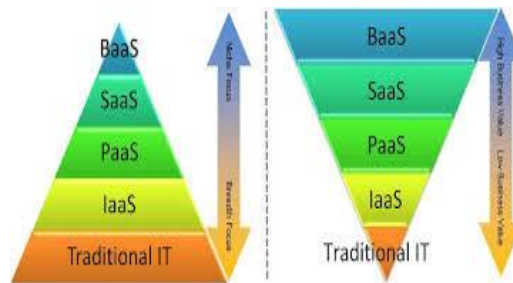 BaaS
SaaS
PaaS
IaaS
Traditional IT
Niche Focus
Breadth Focus
BaaS
SaaS
PaaS
IaaS
Traditional IT
High Business Value
Low Business Value